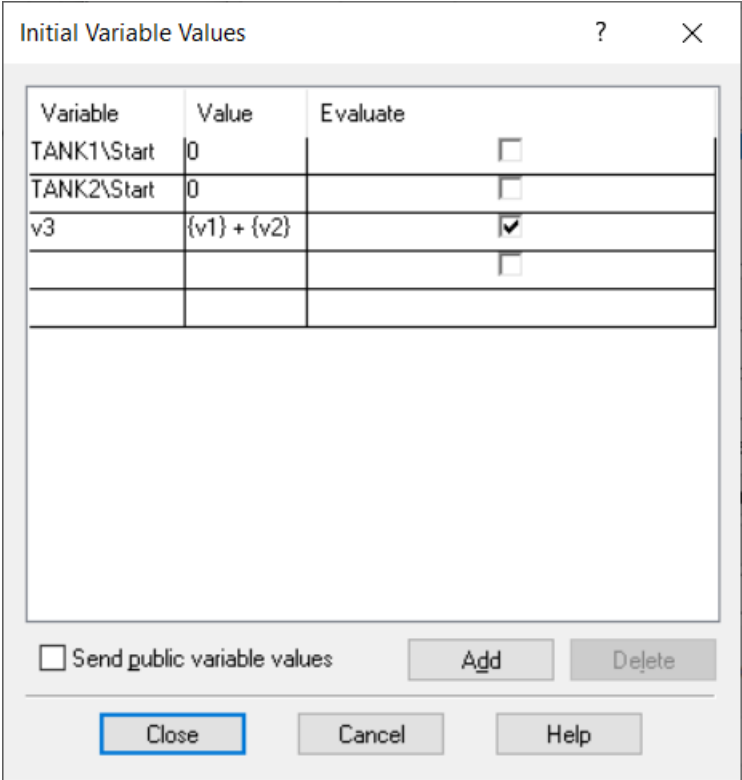 Initial Variable Values ?
Variable Value Evaluate
TANK1\Start 0
TANK2\Start 0
v3 {v1} + {v2}
Send public variable values Add Delete
Close Cancel Help